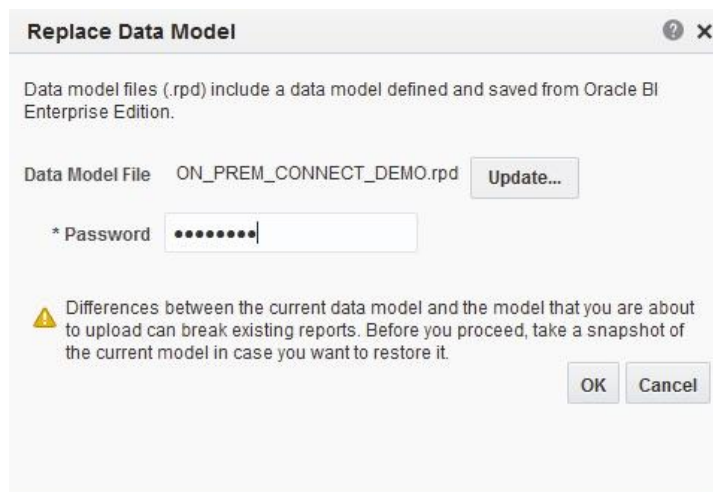 Replace Data Model
Data model files (.rpd) include a data model defined and saved from Oracle BI
Enterprise Edition.
Data Model File ON_PREM_CONNECT_DEMO.rpd Update...
* Password ••••••••
Differences between the current data model and the model that you are about
to upload can break existing reports. Before you proceed, take a snapshot of
the current model in case you want to restore it.
OK Cancel